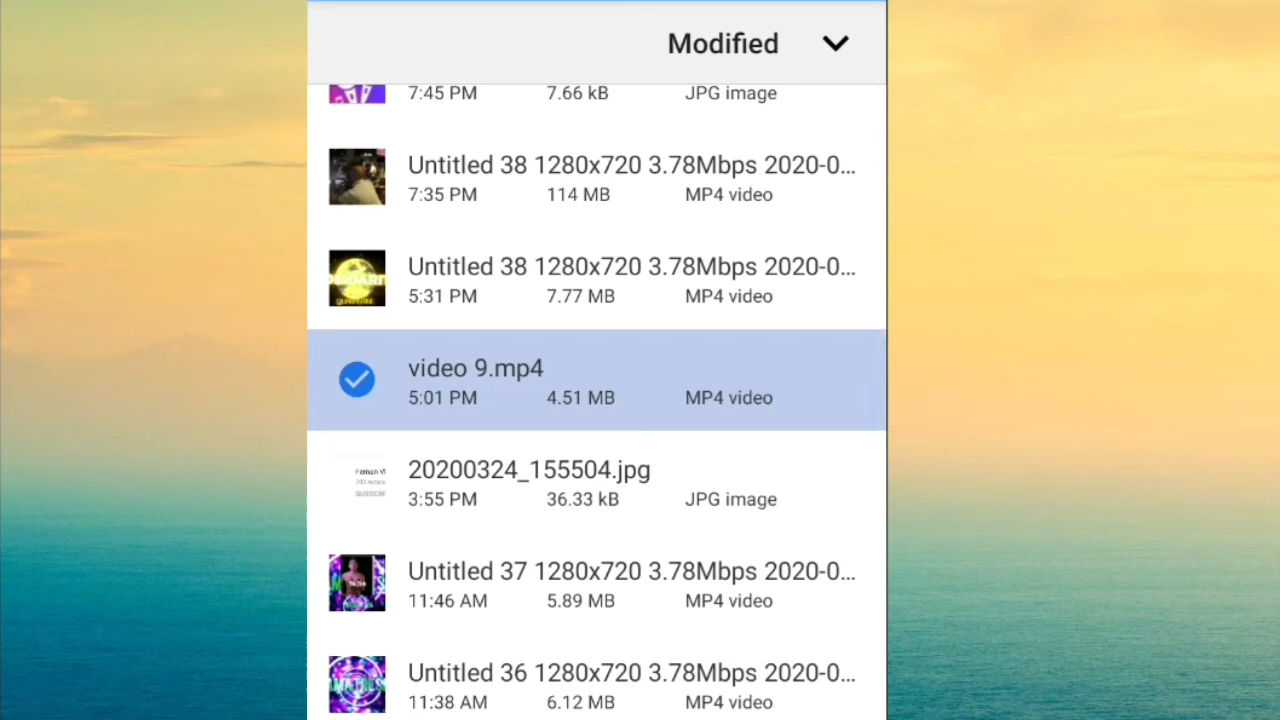 Modified
7:45 PM 7.66 kB JPG image
Untitled 38 1280x720 3.78Mbps 2020-0...
7:35 PM 114 MB MP4 video
Untitled 38 1280x720 3.78Mbps 2020-0...
5:31 PM 7.77 MB MP4 video
video 9.mp4
5:01 PM 4.51 MB MP4 video
20200324_155504.jpg
3:55 PM 36.33 kB JPG image
Untitled 37 1280x720 3.78Mbps 2020-0...
11:46 AM 5.89 MB MP4 video
Untitled 36 1280x720 3.78Mbps 2020-0...
11:38 AM 6.12 MB MP4 video